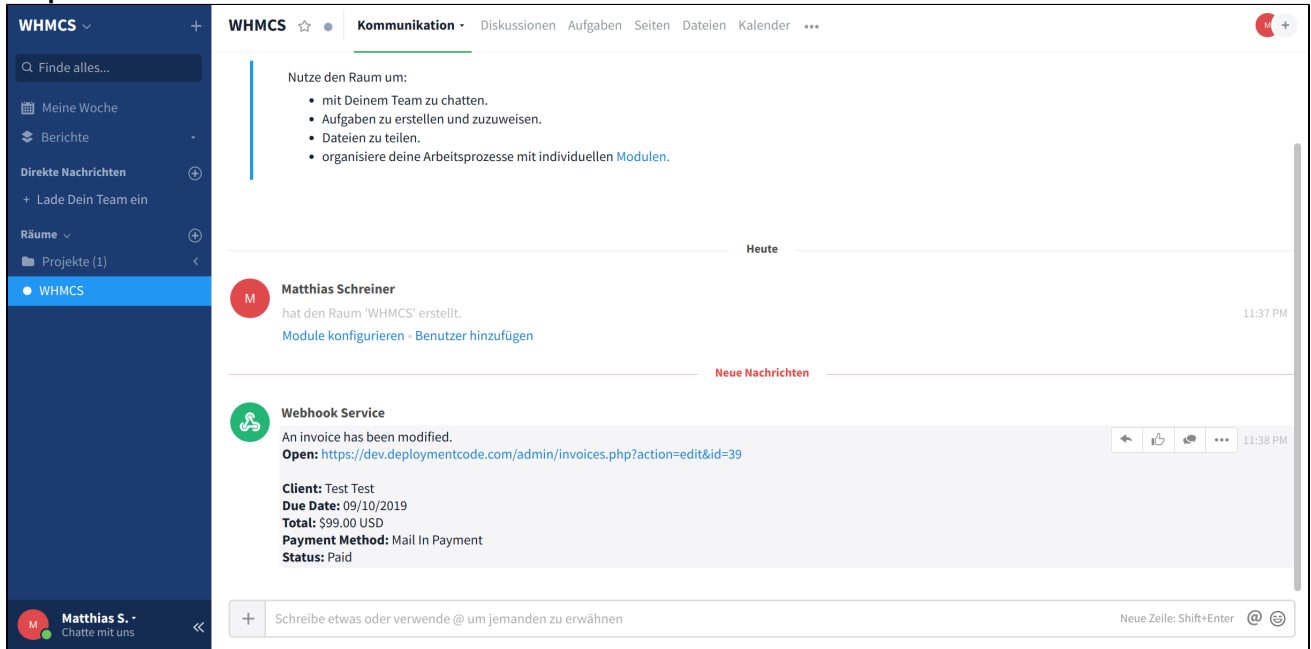 WHMCS
Finde alles...
Meine Woche
Berichte
Direkte Nachrichten
+ Lade Dein Team ein
Räume
Projekte (1)
WHMCS
Matthias S.
Chatte mit uns
M
WHMCS
Kommunikation
Diskussionen
Aufgaben
Seiten
Dateien
Kalender
M
Nutze den Raum um:
• mit Deinem Team zu chatten.
• Aufgaben zu erstellen und zuzuweisen.
• Dateien zu teilen.
• organisiere deine Arbeitsprozesse mit individuellen Modulen.
Heute
M
Matthias Schreiner
hat den Raum 'WHMCS' erstellt.
11:37 PM
Module konfigurieren • Benutzer hinzufügen
Neue Nachrichten
Webhook Service
An invoice has been modified.
11:38 PM
Open: https://dev.deploymentcode.com/admin/invoices.php?action=edit&id=39
Client: Test Test
Due Date: 09/10/2019
Total: $99.00 USD
Payment Method: Mail In Payment
Status: Paid
Schreibe etwas oder verwende @ um jemanden zu erwähnen
Neue Zeile: Shift+Enter @